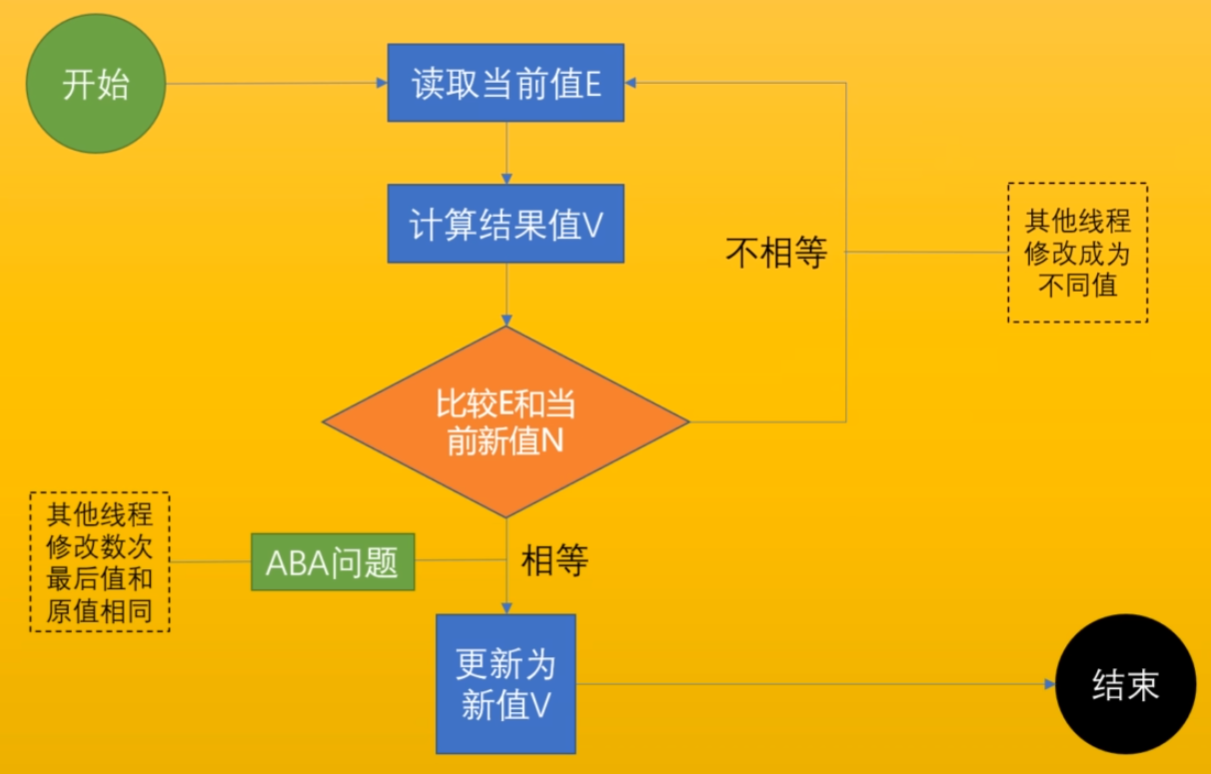 开始
读取当前值E
计算结果值V
不相等
其他线程
修改成为
不同值
比较E和当
前新值N
其他线程
修改数次
最后值和
原值相同
ABA问题
相等
更新为
新值V
结束